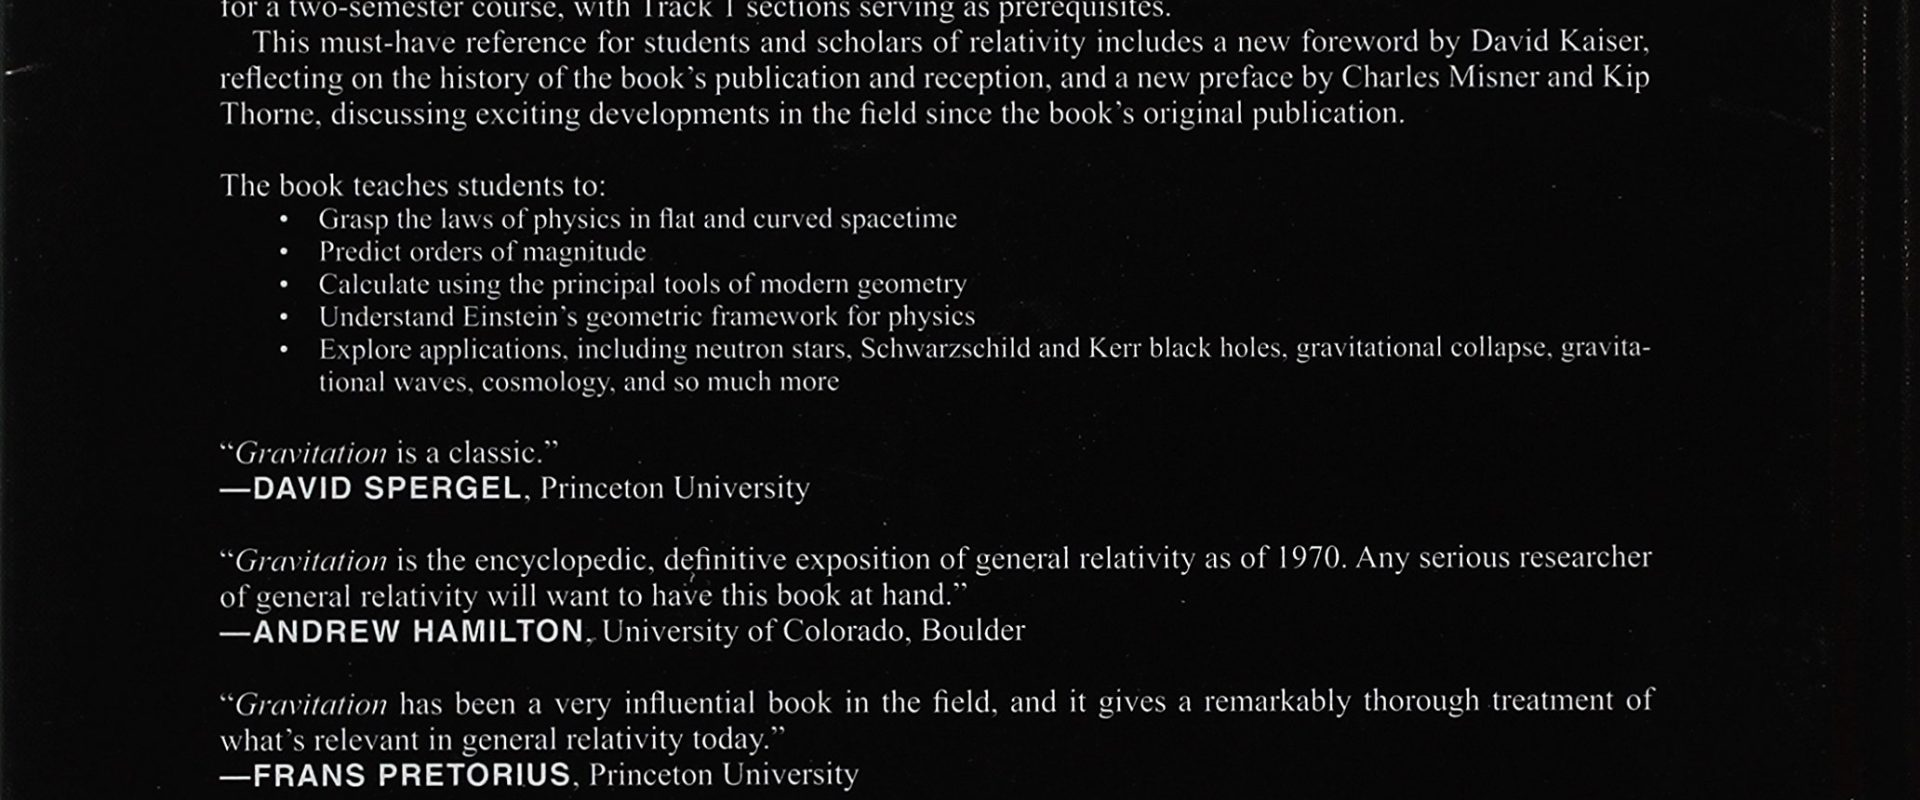 for a two-semester course, with Track 1 sections serving as prerequisites.
This must-have reference for students and scholars of relativity includes a new foreword by David Kaiser,
reflecting on the history of the book's publication and reception, and a new preface by Charles Misner and Kip
Thorne, discussing exciting developments in the field since the book's original publication.
The book teaches students to:
• Grasp the laws of physics in flat and curved spacetime
• Predict orders of magnitude
• Calculate using the principal tools of modern geometry
• Understand Einstein's geometric framework for physics
• Explore applications, including neutron stars, Schwarzschild and Kerr black holes, gravitational collapse, gravita-
tional waves, cosmology, and so much more
“Gravitation is a classic.”
—DAVID SPERGEL, Princeton University
“Gravitation is the encyclopedic, definitive exposition of general relativity as of 1970. Any serious researcher
of general relativity will want to have this book at hand.”
—ANDREW HAMILTON, University of Colorado, Boulder
“Gravitation has been a very influential book in the field, and it gives a remarkably thorough treatment of
what's relevant in general relativity today.”
—FRANS PRETORIUS, Princeton University